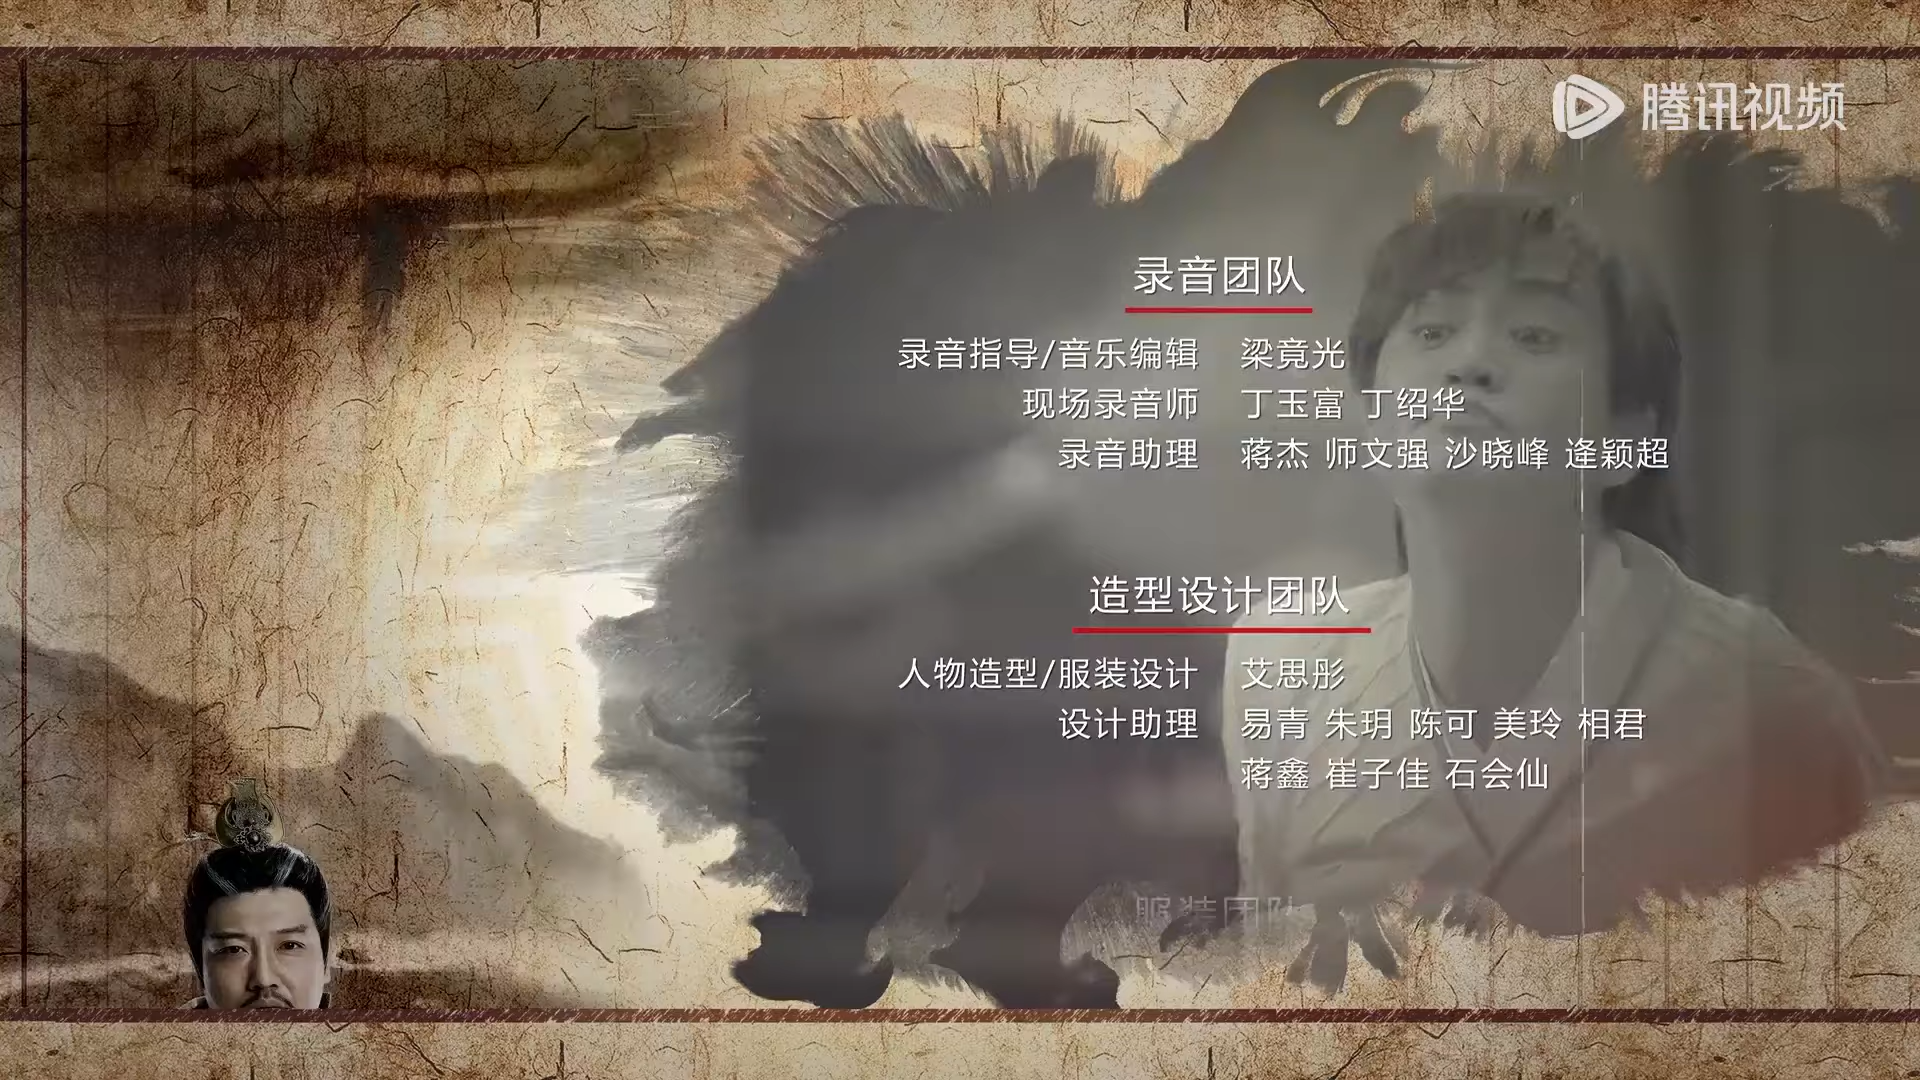 腾讯视频
录音团队
录音指导/音乐编辑 梁竟光
现场录音师 丁玉富 丁绍华
录音助理 蒋杰 师文强 沙晓峰 逄颖超
造型设计团队
人物造型/服装设计 艾思彤
设计助理 易青 朱玥 陈可 美玲 相君
蒋鑫 崔子佳 石会仙
服装团队